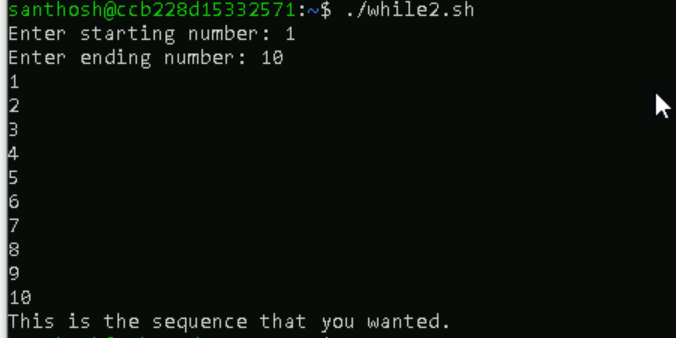 santhosh@ccb228d15332571:~$ ./while2.sh
Enter starting number: 1
Enter ending number: 10
1
2
3
4
5
6
7
8
9
10
This is the sequence that you wanted.